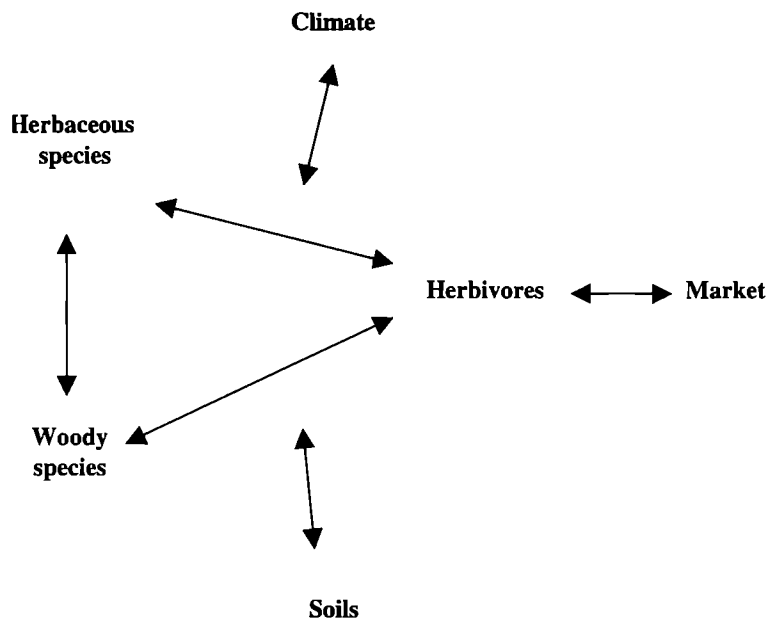 Climate
Herbaceous
species
Herbivores
Market
Woody
species
Soils